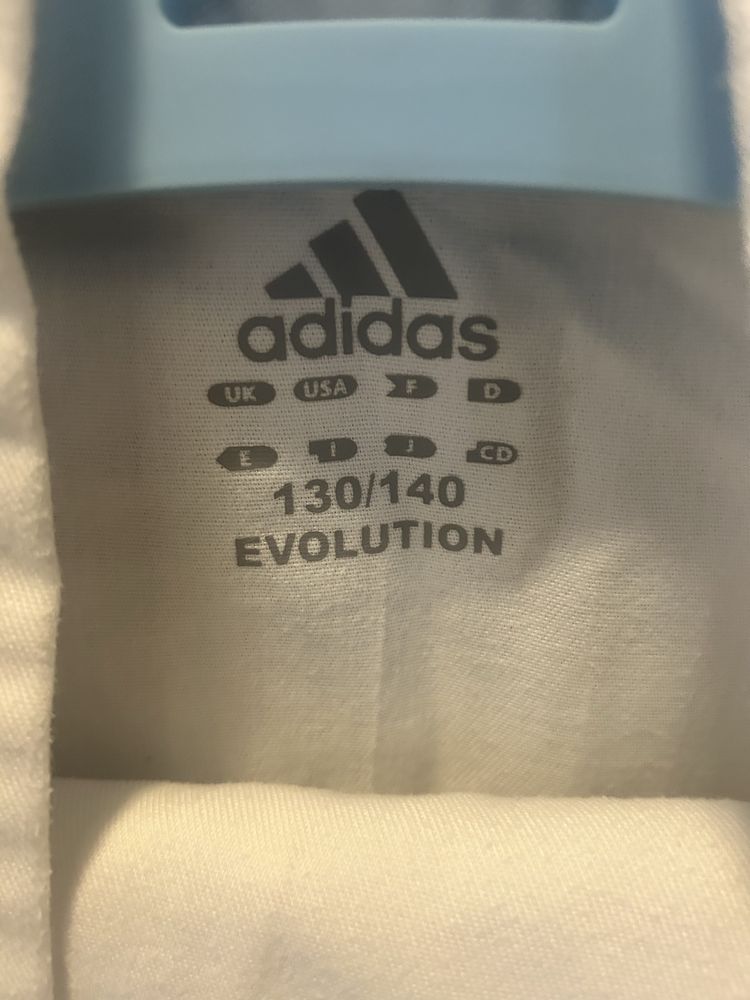 adidas
UK USA F D
E i J CD
130/140
EVOLUTION